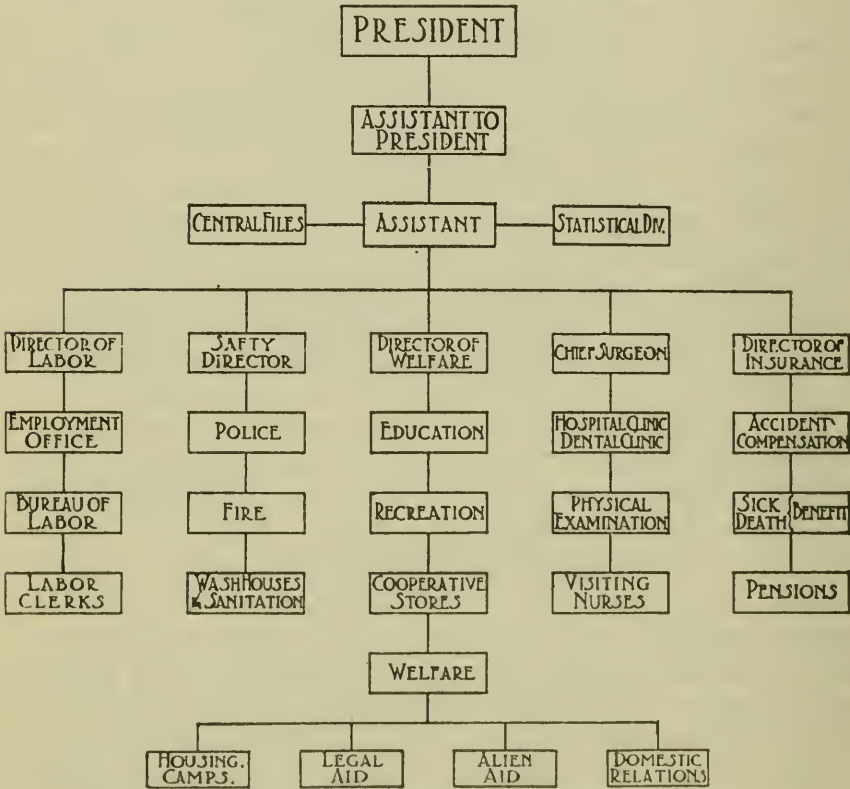 PRESIDENT
ASSISTANT TO
PRESIDENT
CENTRAL FILES
ASSISTANT
STATISTICAL DIV.
DIRECTOR OF
LABOR
SAFTY
DIRECTOR
DIRECTOR OF
WELFARE
CHIEF SURGEON
DIRECTOR OF
INSURANCE
EMPLOYMENT
OFFICE
POLICE
EDUCATION
HOSPITAL CLINIC
DENTAL CLINIC
ACCIDENT
COMPENSATION
BUREAU OF
LABOR
FIRE
RECREATION
PHYSICAL
EXAMINATION
SICK
DEATH
BENEFIT
LABOR
CLERKS
WASH HOUSES
& SANITATION
COOPERATIVE
STORES
VISITING
NURSES
PENSIONS
WELFARE
HOUSING.
CAMPS.
LEGAL
AID
ALIEN
AID
DOMESTIC
RELATIONS